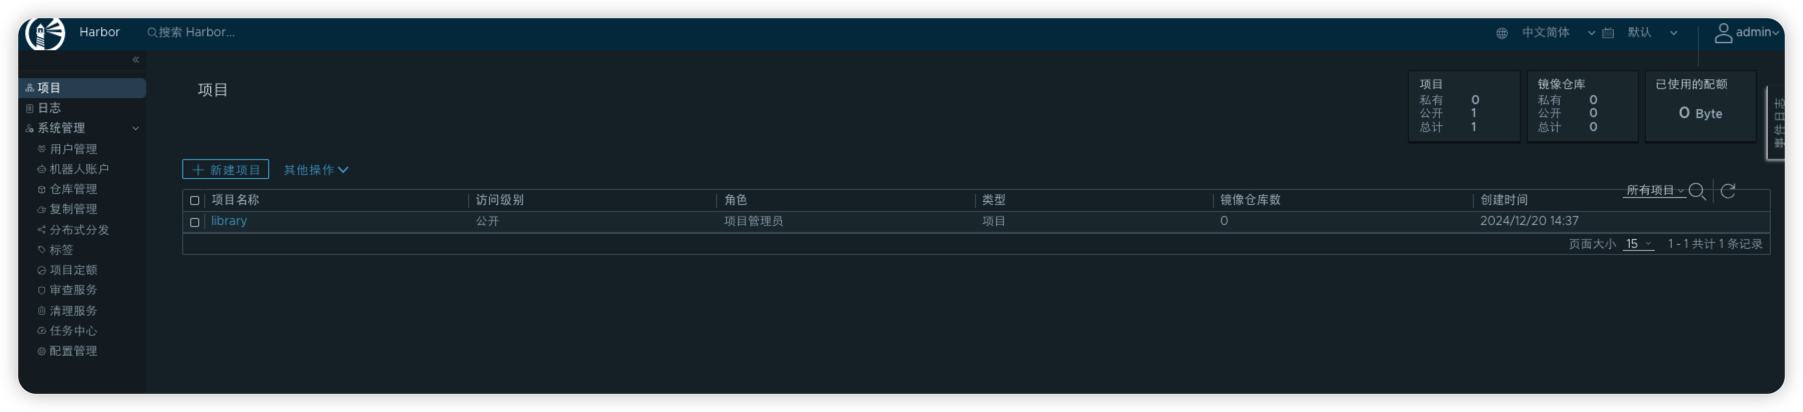 Harbor 搜索 Harbor... 中文简体 默认 admin
项目
日志
系统管理
用户管理
机器人账户
仓库管理
复制管理
分布式分发
标签
项目定额
审查服务
清理服务
任务中心
配置管理
项目
项目
私有 0
公开 1
总计 1
镜像仓库
私有 0
公开 0
总计 0
已使用的配额
0 Byte
事件日志
新建项目 其他操作
所有项目
项目名称 访问级别 角色 类型 镜像仓库数 创建时间
library 公开 项目管理员 项目 0 2024/12/20 14:37
页面大小 15 1 - 1 共计 1 条记录